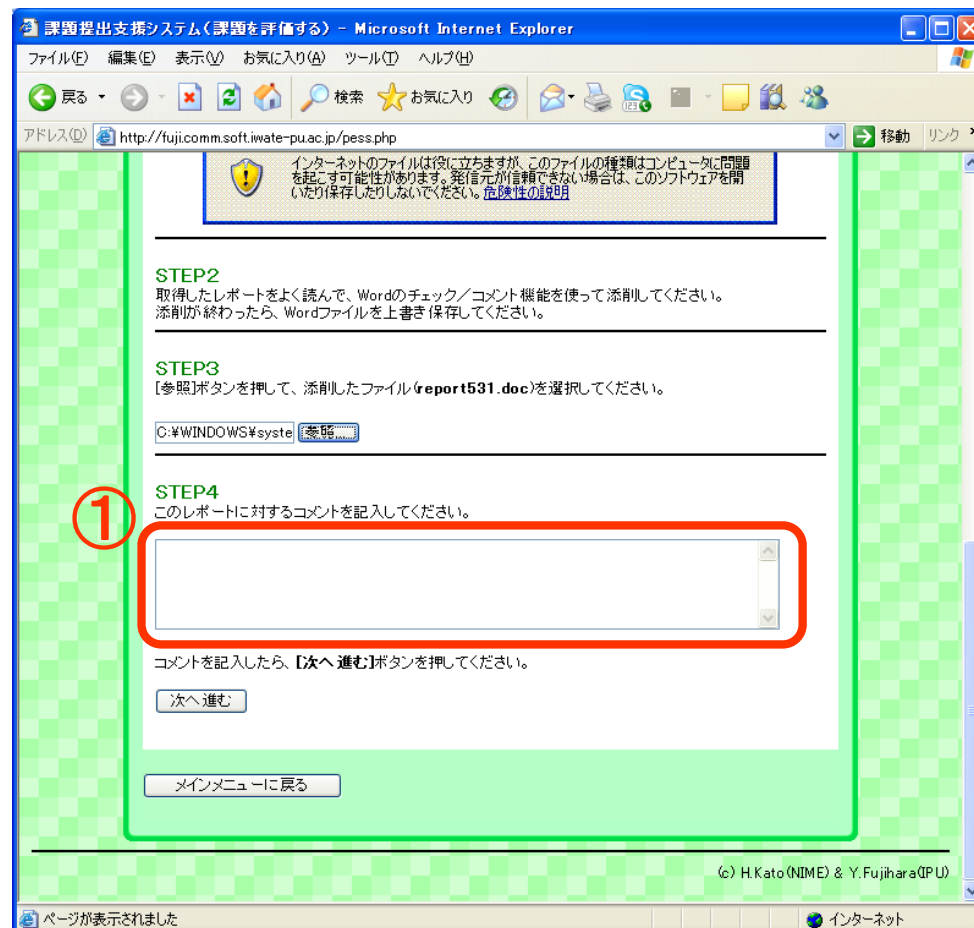 課題提出支援システム(課題を評価する) - Microsoft Internet Explorer
ファイル(F) 編集(E) 表示(V) お気に入り(A) ツール(T) ヘルプ(H)
戻る 検索 お気に入り
アドレス(D) http://fuji.comm.soft.iwate-pu.ac.jp/pess.php 移動 リンク
インターネットのファイルは役に立ちますが、このファイルの種類はコンピュータに問題
を起こす可能性があります。発信元が信頼できない場合は、このソフトウェアを開
いたり保存したりしないでください。危険性の説明
STEP2
取得したレポートをよく読んで、Wordのチェック/コメント機能を使って添削してください。
添削が終わったら、Wordファイルを上書き保存してください。
STEP3
[参照]ボタンを押して、添削したファイル(report531.doc)を選択してください。
C:¥WINDOWS¥syste 参照...
STEP4
①
このレポートに対するコメントを記入してください。
コメントを記入したら、[次へ進む]ボタンを押してください。
次へ進む
メインメニューに戻る
(c) H.Kato(NIME) & Y.Fujihara(IPU)
ページが表示されました インターネット